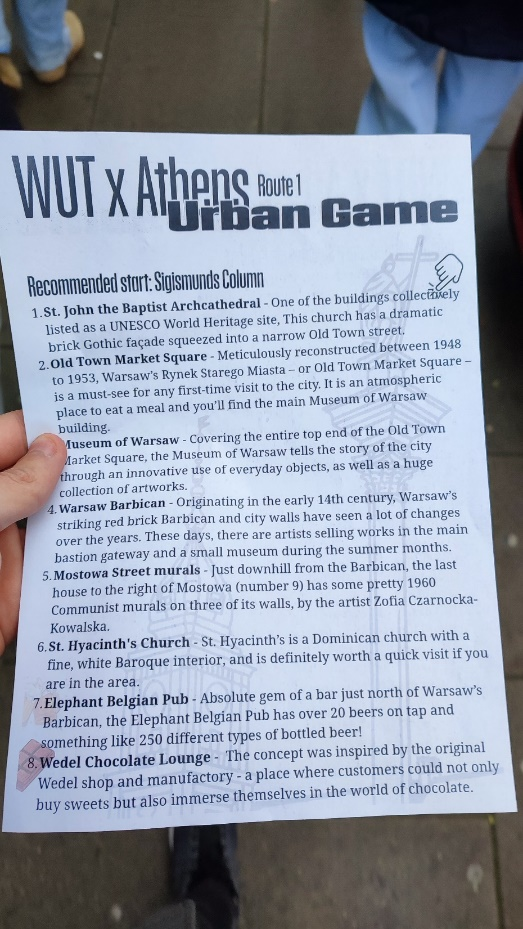 WUT x Athens Route 1
Urban Game
Recommended start: Sigismunds Column
1.St. John the Baptist Archcathedral - One of the buildings collectively
listed as a UNESCO World Heritage site, This church has a dramatic
brick Gothic façade squeezed into a narrow Old Town street.
2.Old Town Market Square - Meticulously reconstructed between 1948
to 1953, Warsaw's Rynek Starego Miasta – or Old Town Market Square –
is a must-see for any first-time visit to the city. It is an atmospheric
place to eat a meal and you'll find the main Museum of Warsaw
building.
Museum of Warsaw - Covering the entire top end of the Old Town
Market Square, the Museum of Warsaw tells the story of the city
through an innovative use of everyday objects, as well as a huge
collection of artworks.
4.Warsaw Barbican - Originating in the early 14th century, Warsaw's
striking red brick Barbican and city walls have seen a lot of changes
over the years. These days, there are artists selling works in the main
bastion gateway and a small museum during the summer months.
5.Mostowa Street murals - Just downhill from the Barbican, the last
house to the right of Mostowa (number 9) has some pretty 1960
Communist murals on three of its walls, by the artist Zofia Czarnocka-
Kowalska.
6.St. Hyacinth's Church - St. Hyacinth's is a Dominican church with a
fine, white Baroque interior, and is definitely worth a quick visit if you
are in the area.
7.Elephant Belgian Pub - Absolute gem of a bar just north of Warsaw's
Barbican, the Elephant Belgian Pub has over 20 beers on tap and
something like 250 different types of bottled beer!
8.Wedel Chocolate Lounge - The concept was inspired by the original
Wedel shop and manufactory - a place where customers could not only
buy sweets but also immerse themselves in the world of chocolate.